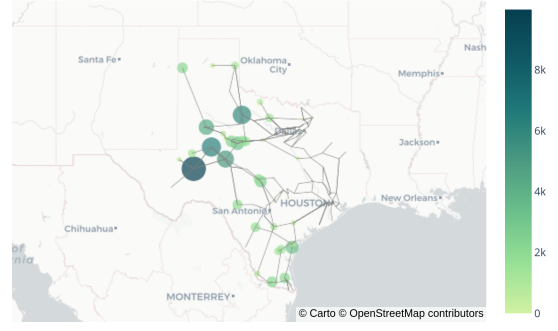 Santa Fe
Oklahoma
City
Nash
Memphis
Dallas
Jackson
HOUSTON
New Orleans
San Antonio
Chihuahua
MONTERREY
© Carto © OpenStreetMap contributors
8k
6k
4k
2k
0